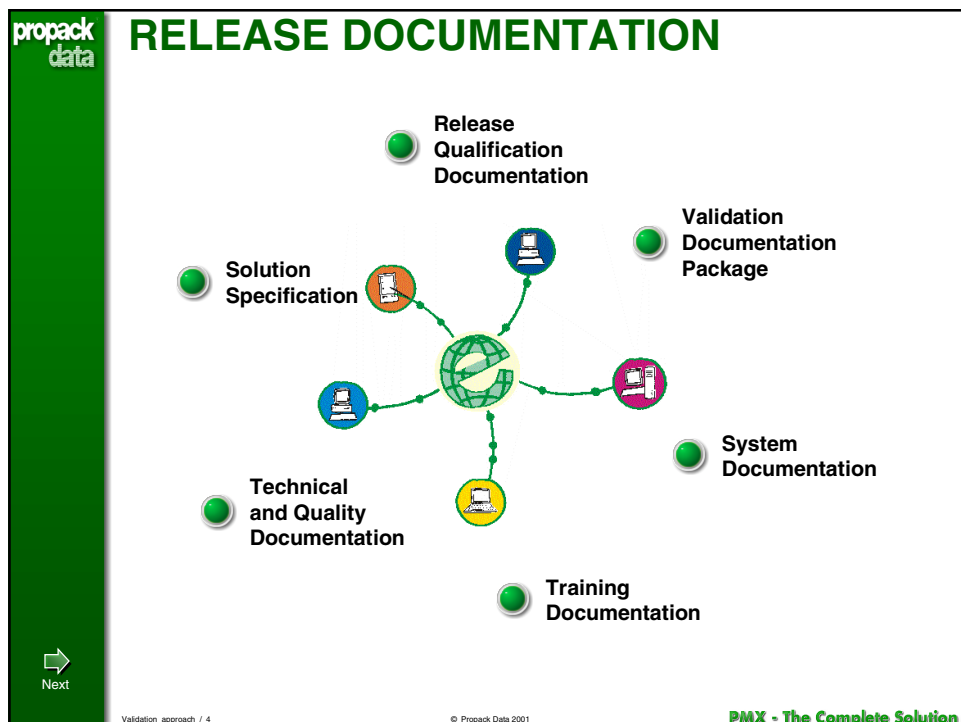 propack
data
RELEASE DOCUMENTATION
Release
Qualification
Documentation
Validation
Documentation
Package
Solution
Specification
System
Documentation
Technical
and Quality
Documentation
Training
Documentation
Next
Validation approach / 4
© Propack Data 2001
PMX - The Complete Solution